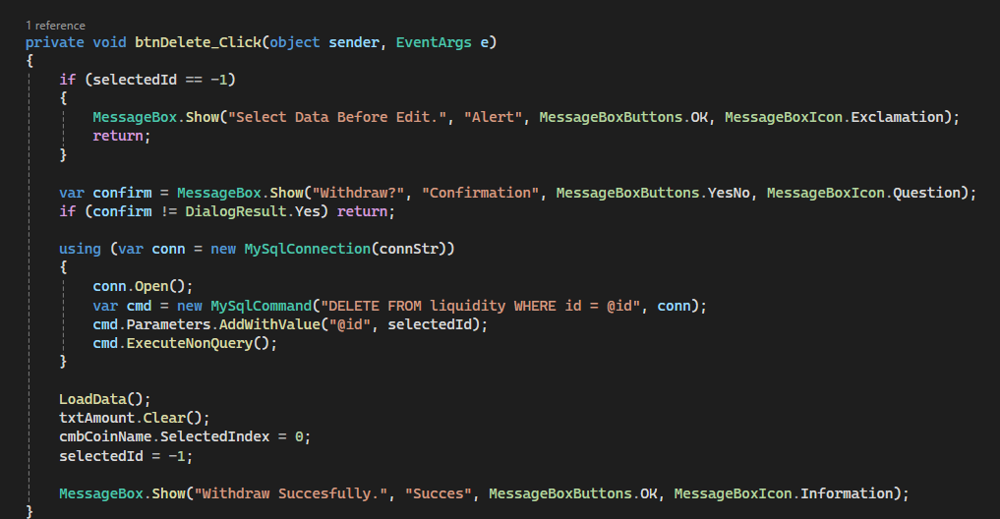 1 reference
private void btnDelete_Click(object sender, EventArgs e)
{
if (selectedId == -1)
{
MessageBox.Show("Select Data Before Edit.", "Alert", MessageBoxButtons.OK, MessageBoxIcon.Exclamation);
return;
}
var confirm = MessageBox.Show("Withdraw?", "Confirmation", MessageBoxButtons.YesNo, MessageBoxIcon.Question);
if (confirm != DialogResult.Yes) return;
using (var conn = new MySqlConnection(connStr))
{
conn.Open();
var cmd = new MySqlCommand("DELETE FROM liquidity WHERE id = @id", conn);
cmd.Parameters.AddWithValue("@id", selectedId);
cmd.ExecuteNonQuery();
}
LoadData();
txtAmount.Clear();
cmbCoinName.SelectedIndex = 0;
selectedId = -1;
MessageBox.Show("Withdraw Succesfully.", "Succes", MessageBoxButtons.OK, MessageBoxIcon.Information);
}